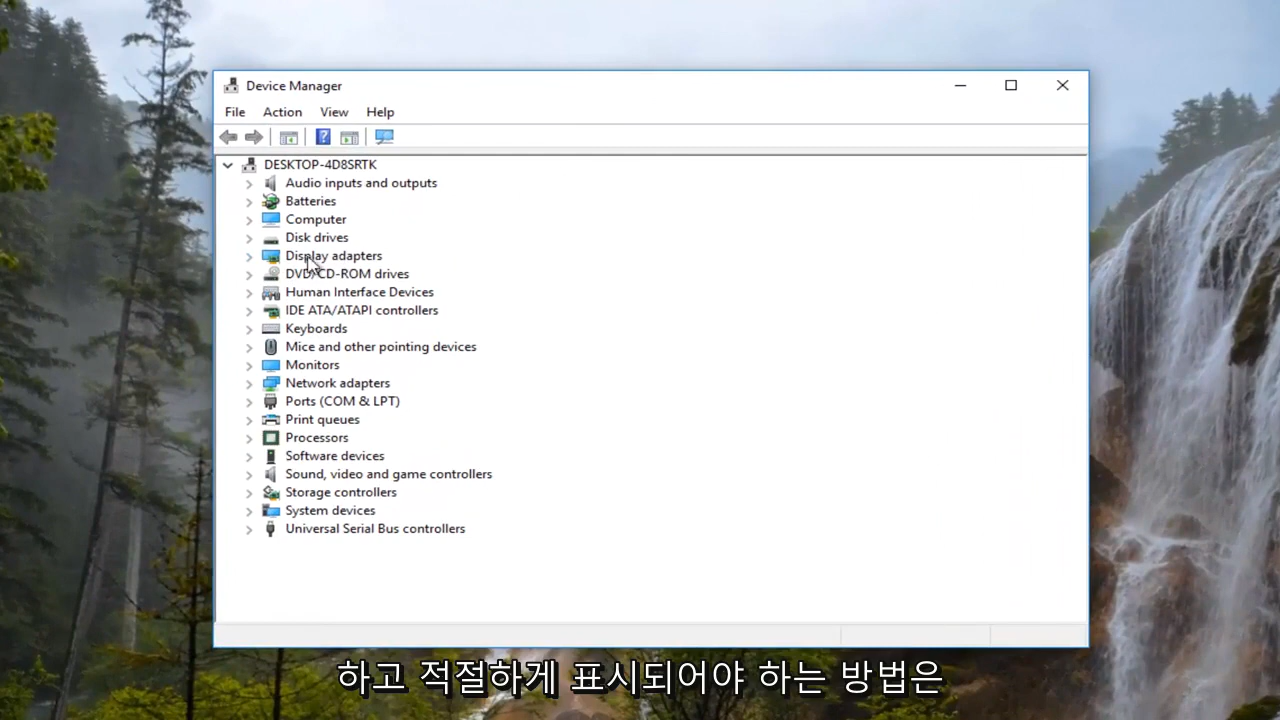 Device Manager
File Action View Help
DESKTOP-4D8SRTK
Audio inputs and outputs
Batteries
Computer
Disk drives
Display adapters
DVD/CD-ROM drives
Human Interface Devices
IDE ATA/ATAPI controllers
Keyboards
Mice and other pointing devices
Monitors
Network adapters
Ports (COM & LPT)
Print queues
Processors
Software devices
Sound, video and game controllers
Storage controllers
System devices
Universal Serial Bus controllers
하고 적절하게 표시되어야 하는 방법은